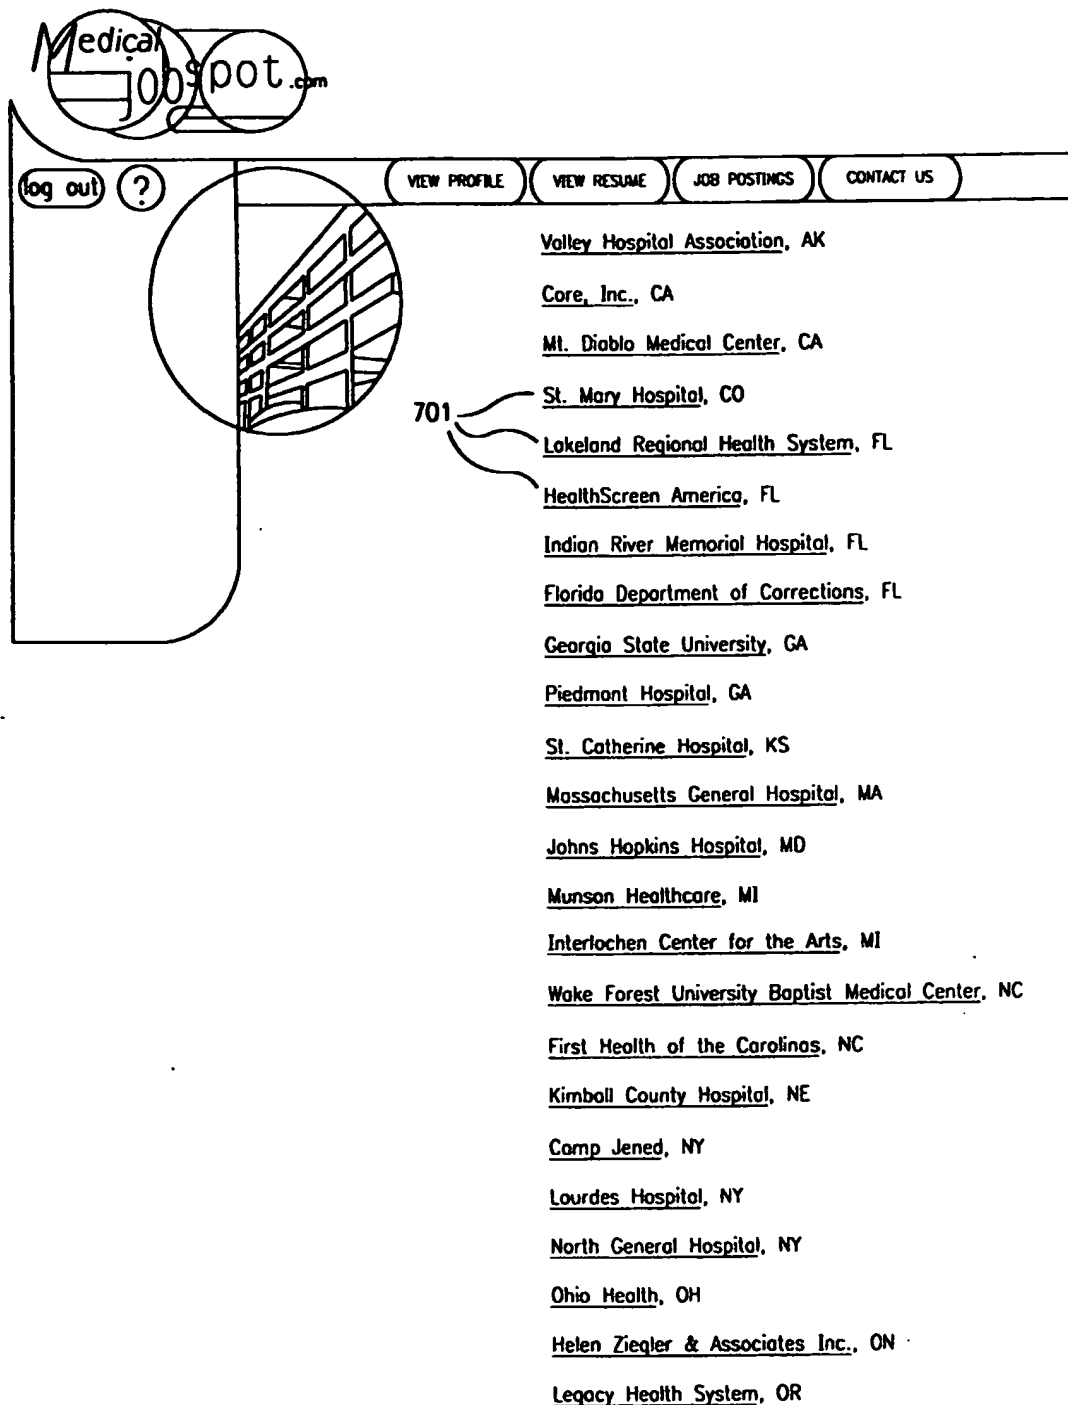 Medical
JobSpot.com
log out ? VIEW PROFILE VIEW RESUME JOB POSTINGS CONTACT US
Valley Hospital Association, AK
Core, Inc., CA
Mt. Diablo Medical Center, CA
St. Mary Hospital, CO
701
Lakeland Regional Health System, FL
HealthScreen America, FL
Indian River Memorial Hospital, FL
Florida Department of Corrections, FL
Georgia State University, GA
Piedmont Hospital, GA
St. Catherine Hospital, KS
Massachusetts General Hospital, MA
Johns Hopkins Hospital, MD
Munson Healthcare, MI
Interlochen Center for the Arts, MI
Wake Forest University Baptist Medical Center, NC
First Health of the Carolinas, NC
Kimball County Hospital, NE
Camp Jened, NY
Lourdes Hospital, NY
North General Hospital, NY
Ohio Health, OH
Helen Ziegler & Associates Inc., ON
Legacy Health System, OR